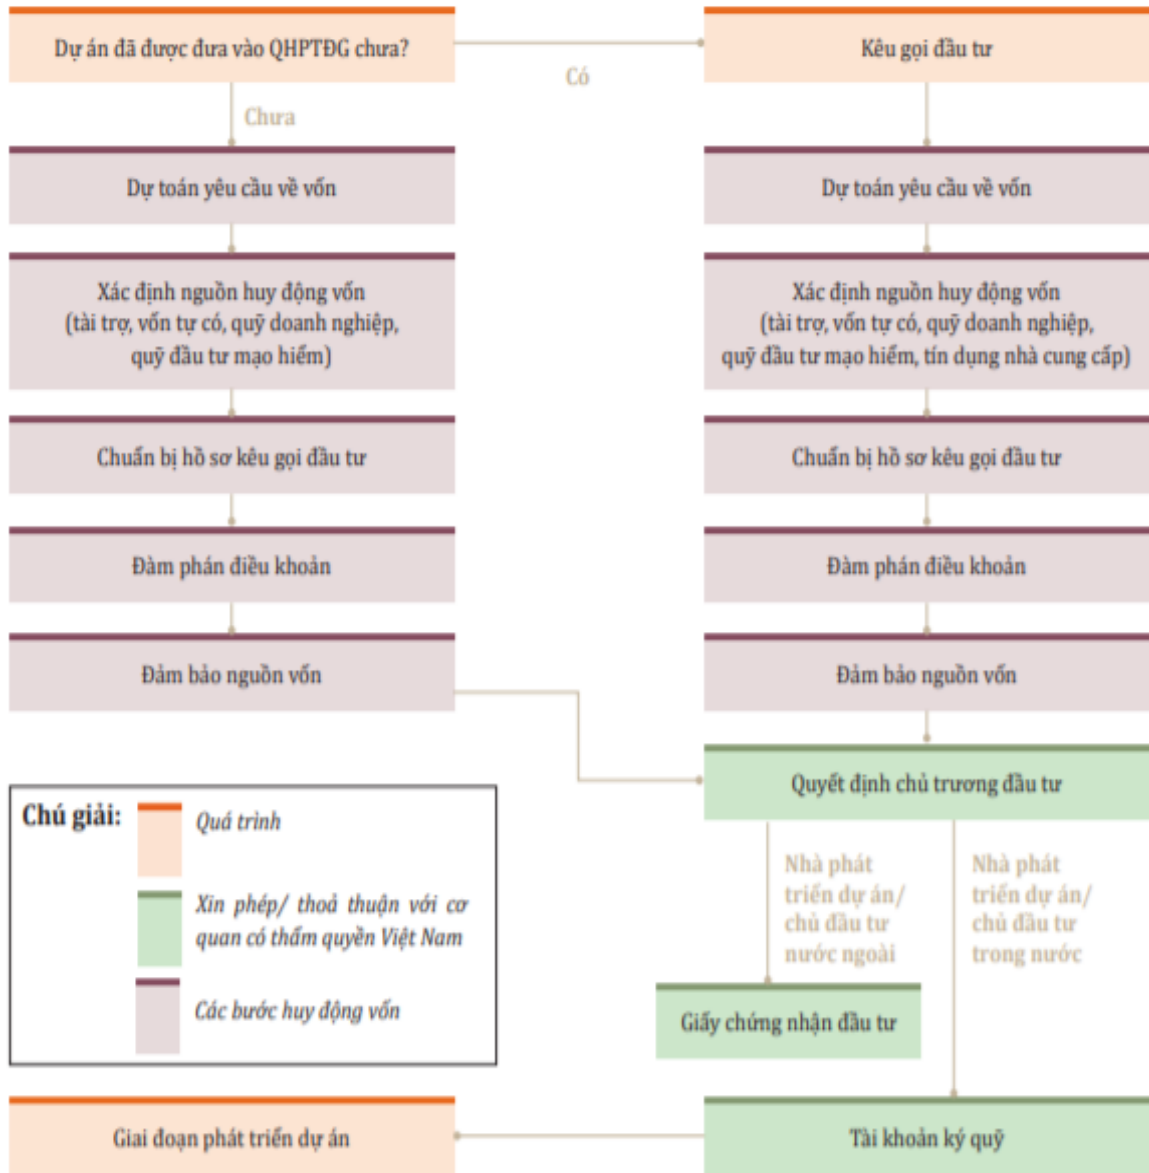 Dự án đã được đưa vào QHPTĐG chưa?
Có
Kêu gọi đầu tư
Chưa
Dự toán yêu cầu về vốn
Dự toán yêu cầu về vốn
Xác định nguồn huy động vốn
(tài trợ, vốn tự có, quỹ doanh nghiệp,
quỹ đầu tư mạo hiểm)
Xác định nguồn huy động vốn
(tài trợ, vốn tự có, quỹ doanh nghiệp,
quỹ đầu tư mạo hiểm, tín dụng nhà cung cấp)
Chuẩn bị hồ sơ kêu gọi đầu tư
Chuẩn bị hồ sơ kêu gọi đầu tư
Đàm phán điều khoản
Đàm phán điều khoản
Đảm bảo nguồn vốn
Đảm bảo nguồn vốn
Quyết định chủ trương đầu tư
Chú giải:
Quá trình
Xin phép/ thoả thuận với cơ
quan có thẩm quyền Việt Nam
Các bước huy động vốn
Nhà phát
triển dự án/
chủ đầu tư
nước ngoài
Nhà phát
triển dự án/
chủ đầu tư
trong nước
Giấy chứng nhận đầu tư
Giai đoạn phát triển dự án
Tài khoản ký quỹ